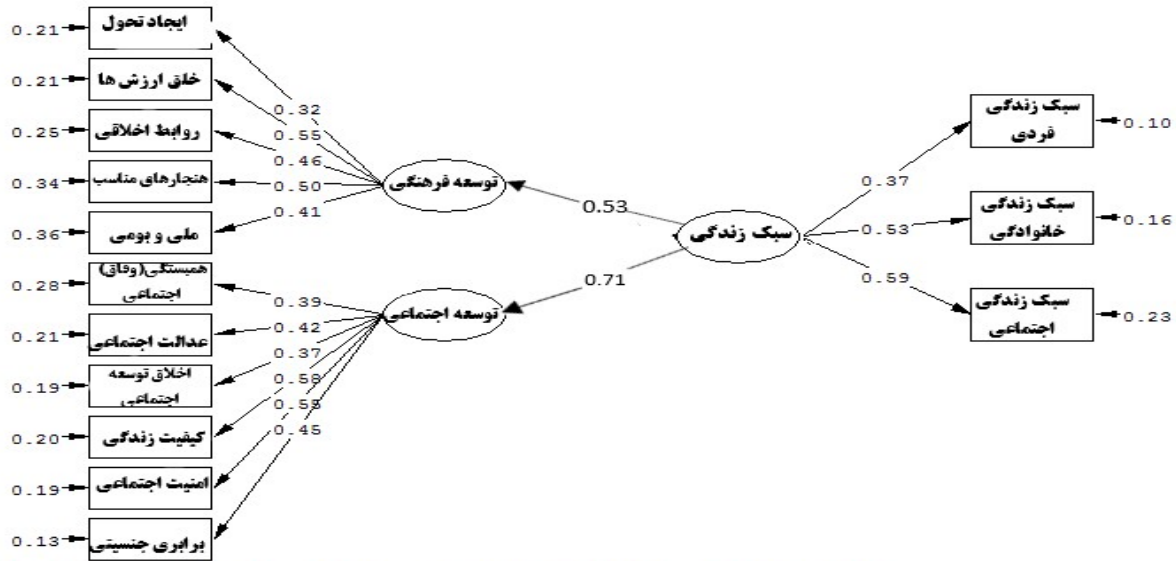 0.21
ایجاد تحول
0.21
خلق ارزش ها
0.25
روابط اخلاقی
0.34
هنجارهای مناسب
0.36
ملی و بومی
0.28
همبستگی(وفاق)
اجتماعی
0.21
عدالت اجتماعی
0.19
اخلاق توسعه
اجتماعی
0.20
کیفیت زندگی
0.19
امنیت اجتماعی
0.13
برابری جنسیتی
0.32
0.55
0.46
0.50
0.41
0.39
0.42
0.37
0.58
0.55
0.45
توسعه فرهنگی
توسعه اجتماعی
0.53
0.71
سبک زندگی
0.37
0.53
0.59
سبک زندگی
فردی
0.10
سبک زندگی
خانوادگی
0.16
سبک زندگی
اجتماعی
0.23